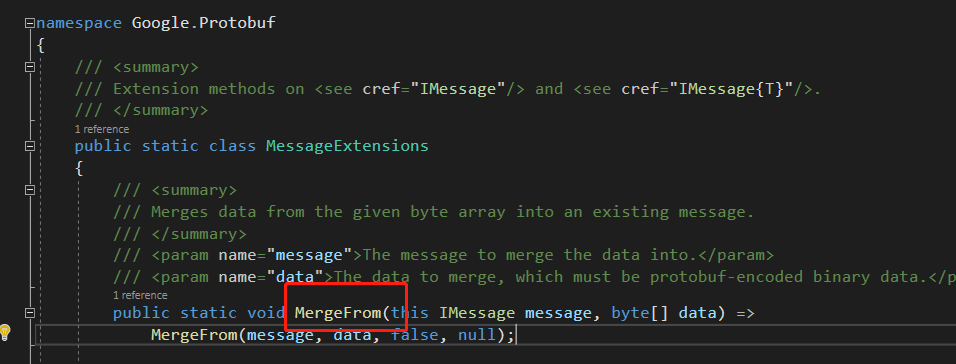 namespace Google.Protobuf
{
/// <summary>
/// Extension methods on <see cref="IMessage"/> and <see cref="IMessage{T}"/>.
/// </summary>
1 reference
public static class MessageExtensions
{
/// <summary>
/// Merges data from the given byte array into an existing message.
/// </summary>
/// <param name="message">The message to merge the data into.</param>
/// <param name="data">The data to merge, which must be protobuf-encoded binary data.</p
1 reference
public static void MergeFrom(this IMessage message, byte[] data) =>
MergeFrom(message, data, false, null);